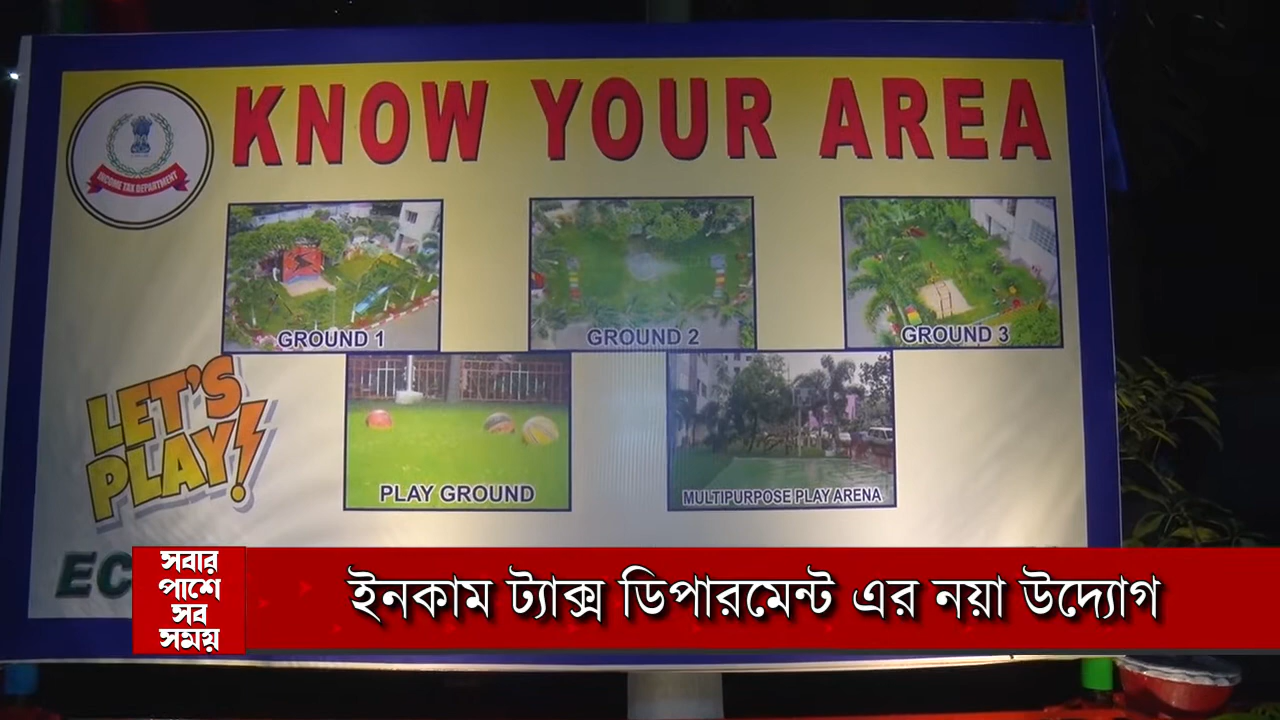 KNOW YOUR AREA
INCOME TAX DEPARTMENT
GROUND 1
GROUND 2
GROUND 3
LET'S
PLAY!
PLAY GROUND
MULTIPURPOSE PLAY ARENA
সবার
পাশে
সব
সময়
ইনকাম ট্যাক্স ডিপারমেন্ট এর নয়া উদ্যোগ